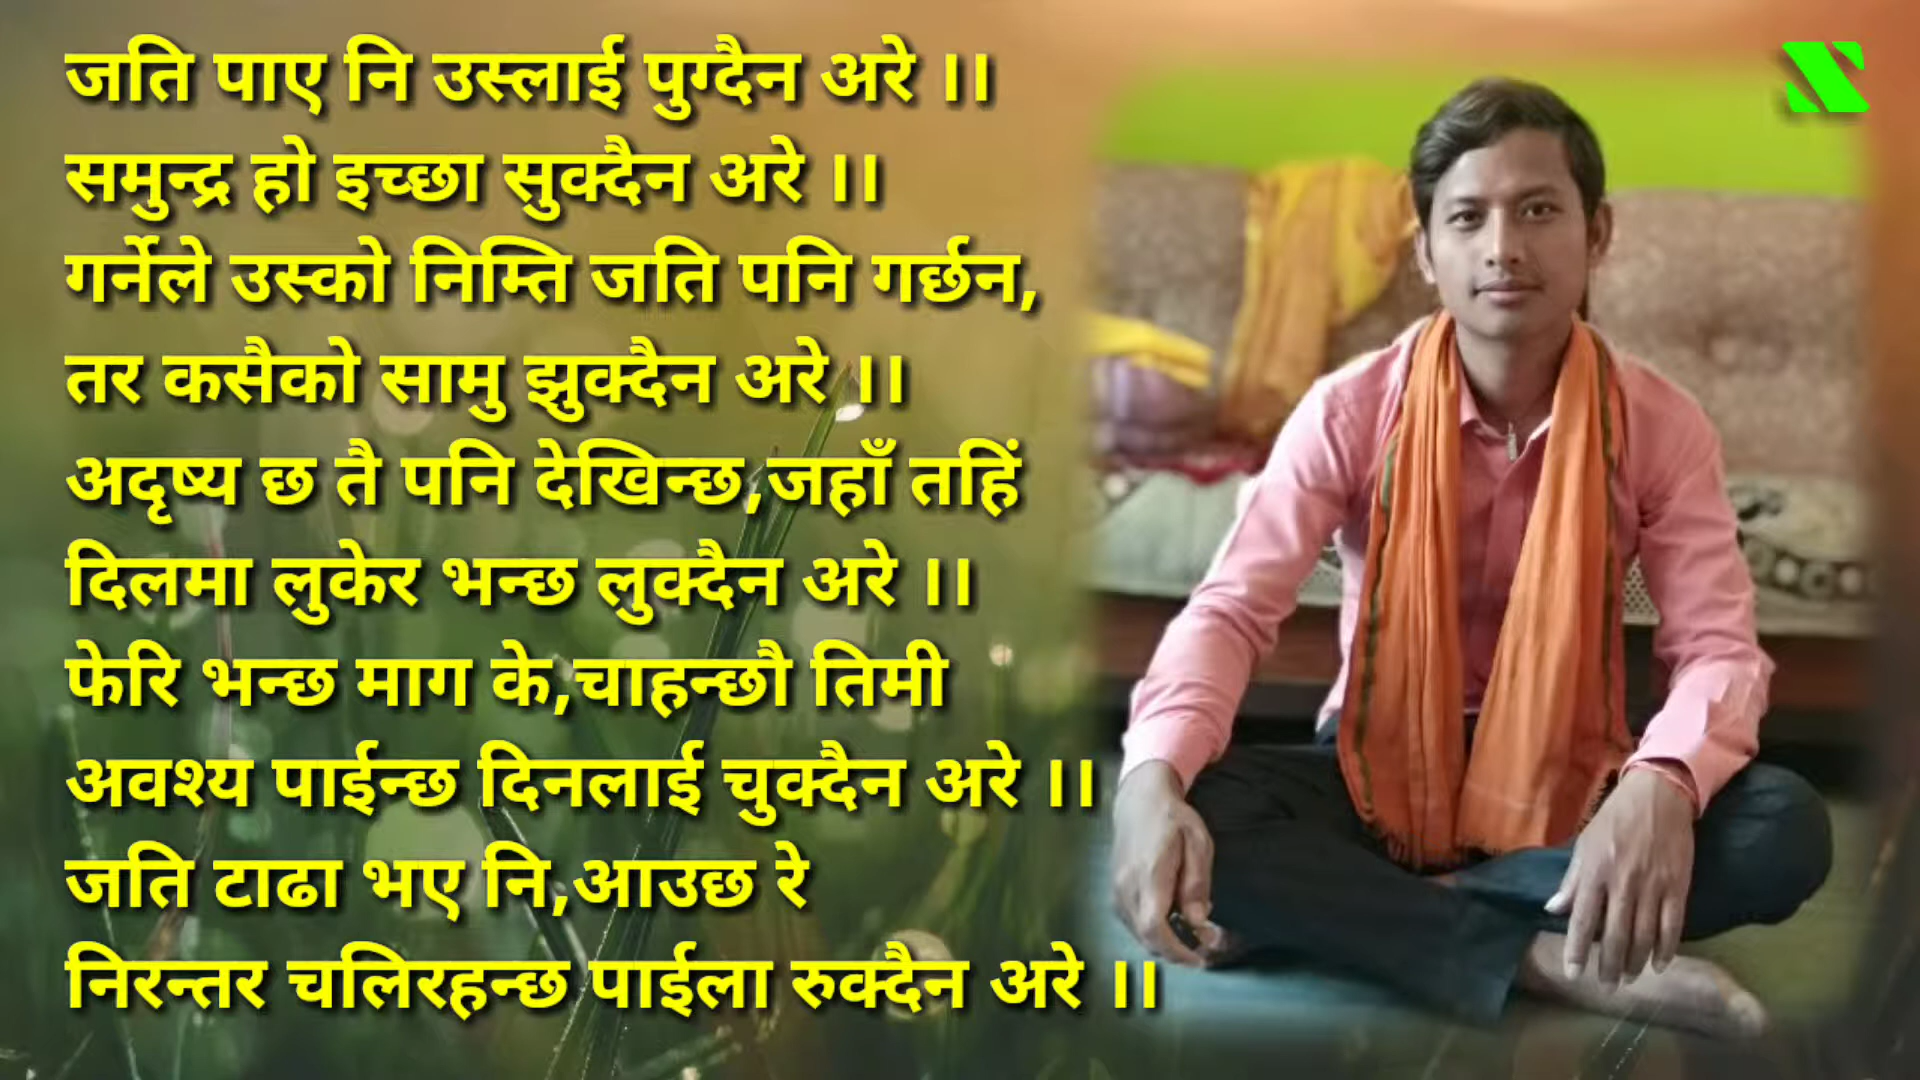 जति पाए नि उस्लाई पुग्दैन अरे ।।
समुन्द्र हो इच्छा सुक्दैन अरे ।।
गर्नेले उस्को निम्ति जति पनि गर्छन,
तर कसैको सामु झुक्दैन अरे ।।
अदृष्य छ तै पनि देखिन्छ,जहाँ तहिं
दिलमा लुकेर भन्छ लुक्दैन अरे ।।
फेरि भन्छ माग के,चाहन्छौ तिमी
अवश्य पाईन्छ दिनलाई चुक्दैन अरे ।।
जति टाढा भए नि,आउछ रे
निरन्तर चलिरहन्छ पाईला रुक्दैन अरे ।।